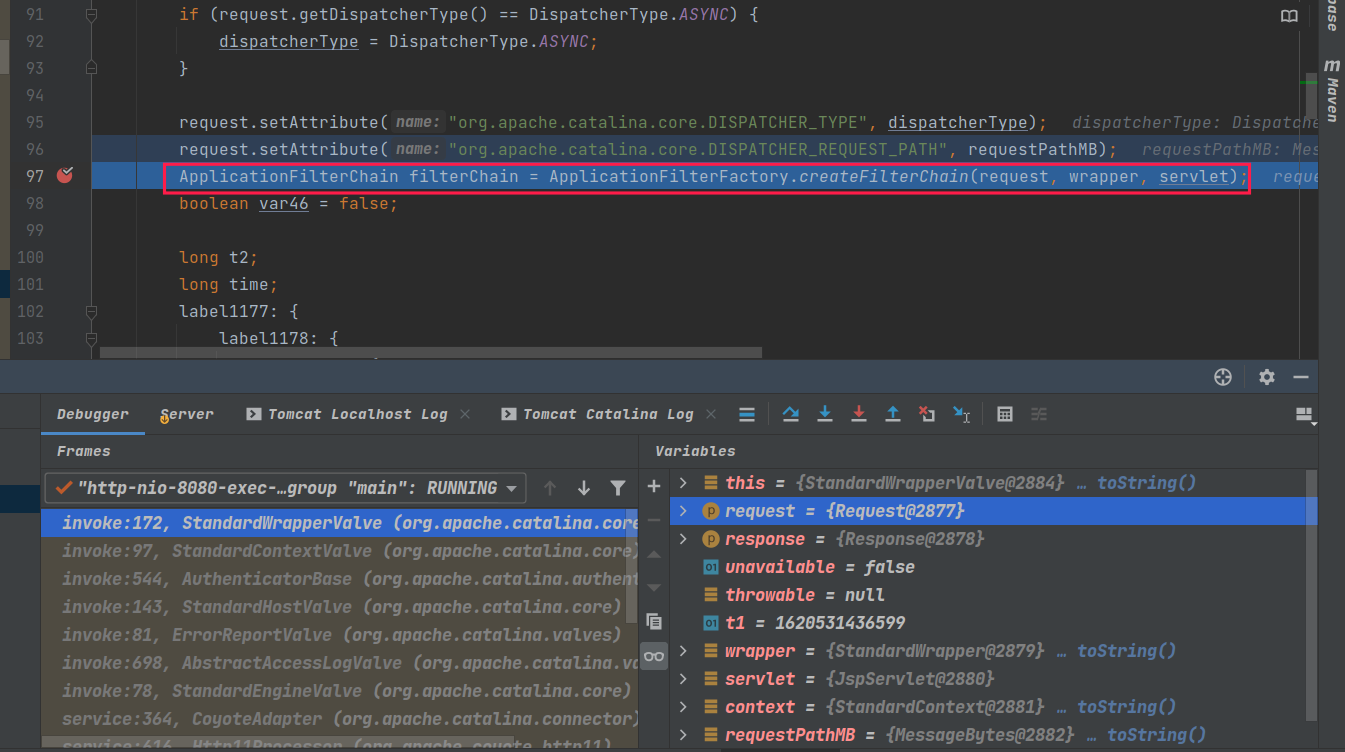 91 if (request.getDispatcherType() == DispatcherType.ASYNC) {
92 dispatcherType = DispatcherType.ASYNC;
93 }
94
95 request.setAttribute( name: "org.apache.catalina.core.DISPATCHER_TYPE", dispatcherType); dispatcherType: Dispatche
96 request.setAttribute( name: "org.apache.catalina.core.DISPATCHER_REQUEST_PATH", requestPathMB); requestPathMB: Mes
97 ApplicationFilterChain filterChain = ApplicationFilterFactory.createFilterChain(request, wrapper, servlet); reque
98 boolean var46 = false;
99
100 long t2;
101 long time;
102 label1177: {
103 label1178: {
base
m Maven
Debugger Server Tomcat Localhost Log Tomcat Catalina Log
Frames
"http-nio-8080-exec-…group "main": RUNNING
invoke:172, StandardWrapperValve (org.apache.catalina.core
invoke:97, StandardContextValve (org.apache.catalina.core)
invoke:544, AuthenticatorBase (org.apache.catalina.authent
invoke:143, StandardHostValve (org.apache.catalina.core)
invoke:81, ErrorReportValve (org.apache.catalina.valves)
invoke:698, AbstractAccessLogValve (org.apache.catalina.va
invoke:78, StandardEngineValve (org.apache.catalina.core)
service:364, CoyoteAdapter (org.apache.catalina.connector)
service:616, Http11Processor (org.apache.coyote.http11)
Variables
this = {StandardWrapperValve@2884} … toString()
request = {Request@2877}
response = {Response@2878}
unavailable = false
throwable = null
t1 = 1620531436599
wrapper = {StandardWrapper@2879} … toString()
servlet = {JspServlet@2880}
context = {StandardContext@2881} … toString()
requestPathMB = {MessageBytes@2882} … toString()